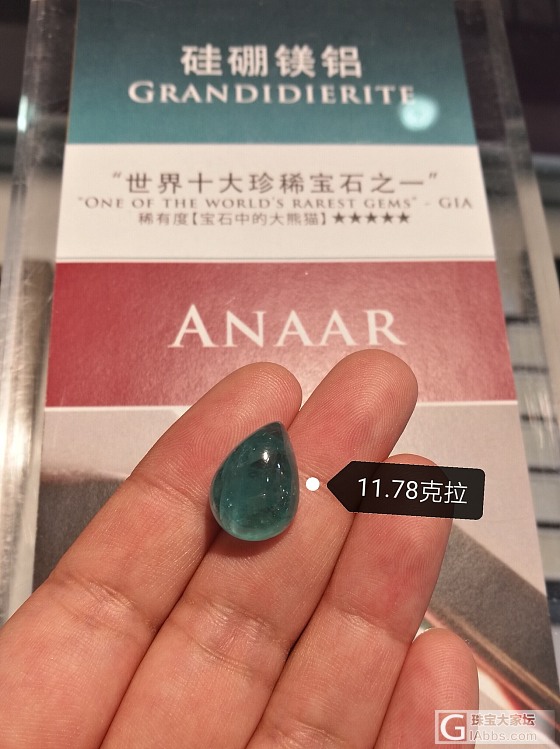 硅硼镁铝
GRANDIDIERITE
“世界十大珍稀宝石之一”
"ONE OF THE WORLD'S RAREST GEMS" - GIA
稀有度【宝石中的大熊猫】★★★★★
ANAAR
11.78克拉
G 珠宝大家坛
GIABBS.COM